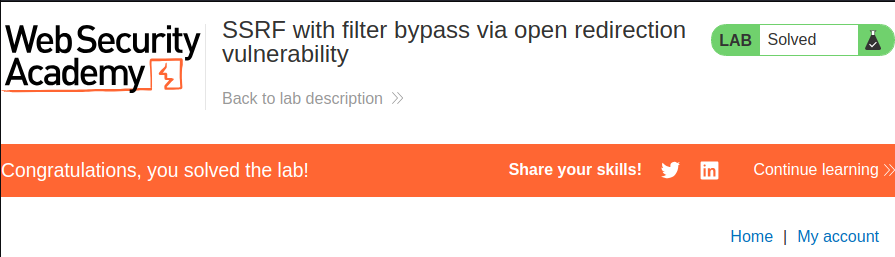 Web Security
Academy
SSRF with filter bypass via open redirection
vulnerability
Back to lab description
LAB Solved
Congratulations, you solved the lab!
Share your skills!
Continue learning
Home | My account